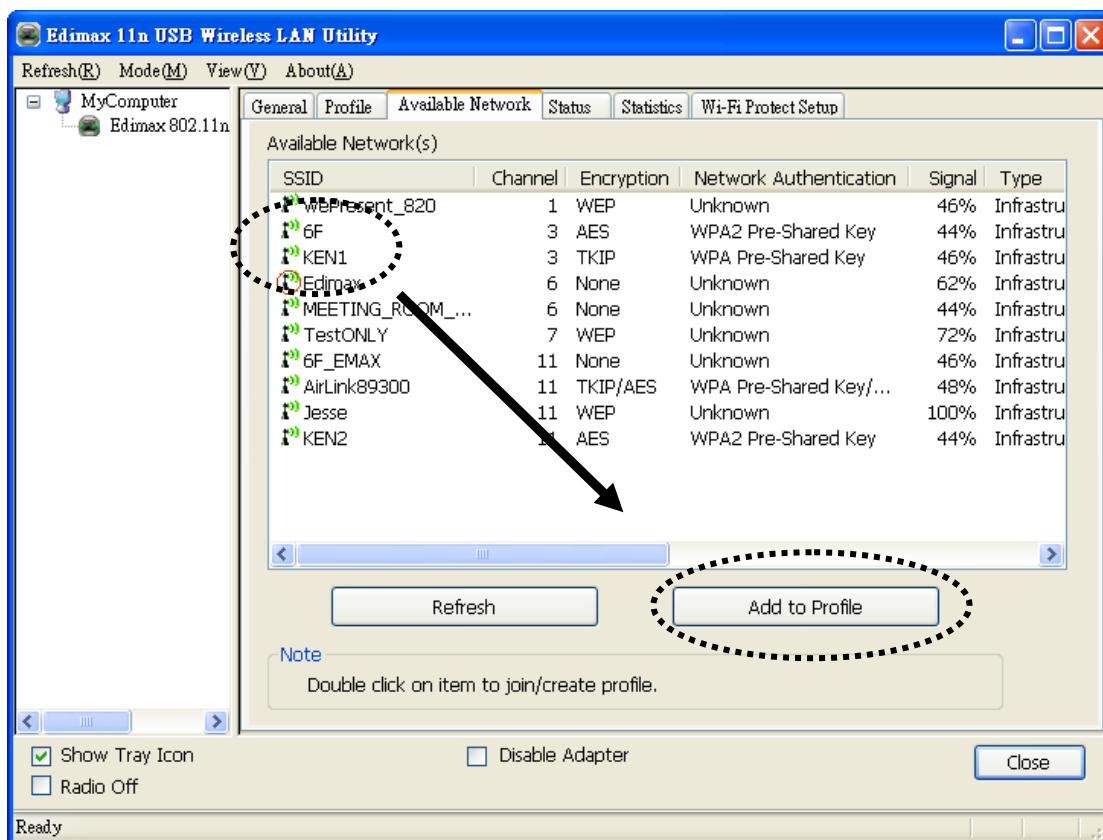 Edimax 11n USB Wireless LAN Utility
Refresh(R) Mode(M) View(V) About(A)
MyComputer
Edimax 802.11n
General Profile Available Network Status Statistics Wi-Fi Protect Setup
Available Network(s)
SSID Channel Encryption Network Authentication Signal Type
wePresent_820 1 WEP Unknown 46% Infrastru
6F 3 AES WPA2 Pre-Shared Key 44% Infrastru
KEN1 3 TKIP WPA Pre-Shared Key 46% Infrastru
Edimax 6 None Unknown 62% Infrastru
MEETING_ROOM_... 6 None Unknown 44% Infrastru
TestONLY 7 WEP Unknown 72% Infrastru
6F_EMAX 11 None Unknown 46% Infrastru
AirLink89300 11 TKIP/AES WPA Pre-Shared Key/... 48% Infrastru
Jesse 11 WEP Unknown 100% Infrastru
KEN2 11 AES WPA2 Pre-Shared Key 44% Infrastru
Refresh Add to Profile
Note
Double click on item to join/create profile.
Show Tray Icon Disable Adapter Close
Radio Off
Ready